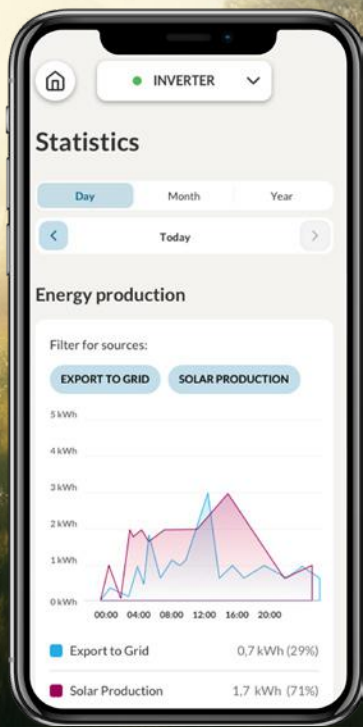 INVERTER
Statistics
Day Month Year
Today
Energy production
Filter for sources:
EXPORT TO GRID SOLAR PRODUCTION
5 kWh
4 kWh
3 kWh
2 kWh
1 kWh
0 kWh
00:00 04:00 08:00 12:00 16:00 20:00
Export to Grid 0,7 kWh (29%)
Solar Production 1,7 kWh (71%)